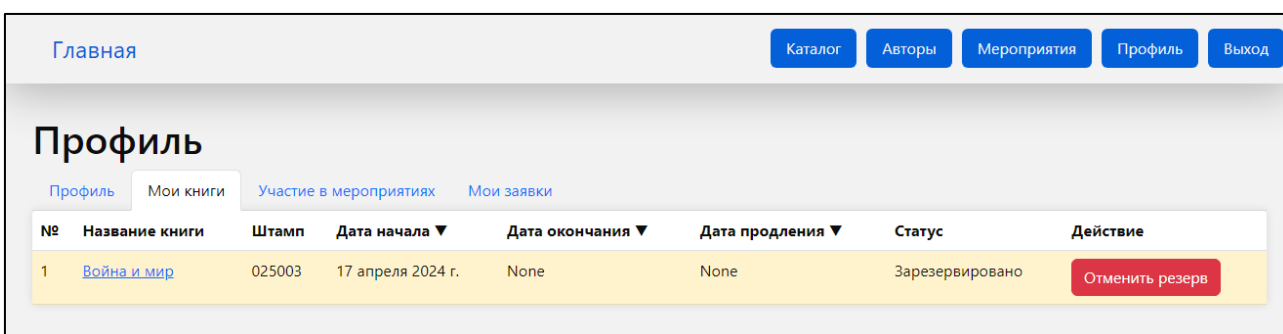 Главная Каталог Авторы Мероприятия Профиль Выход
Профиль
Профиль Мои книги Участие в мероприятиях Мои заявки
№ Название книги Штамп Дата начала ▼ Дата окончания ▼ Дата продления ▼ Статус Действие
1 Война и мир 025003 17 апреля 2024 г. None None Зарезервировано Отменить резерв